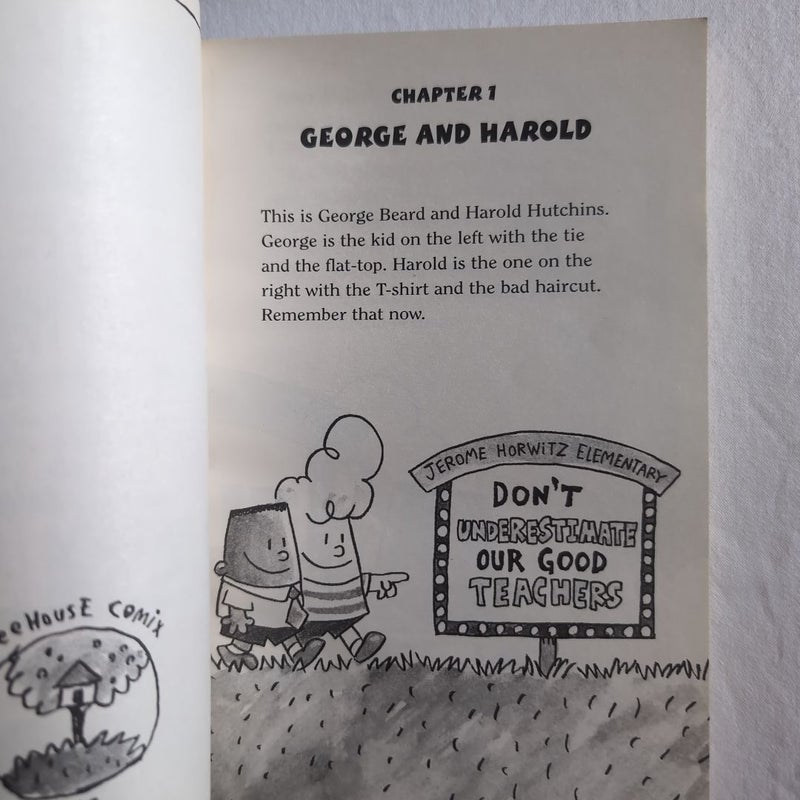 CHAPTER 1
GEORGE AND HAROLD
This is George Beard and Harold Hutchins.
George is the kid on the left with the tie
and the flat-top. Harold is the one on the
right with the T-shirt and the bad haircut.
Remember that now.
JEROME HORWITZ ELEMENTARY
DON'T
UNDERESTIMATE
OUR GOOD
TEACHERS
COMIX